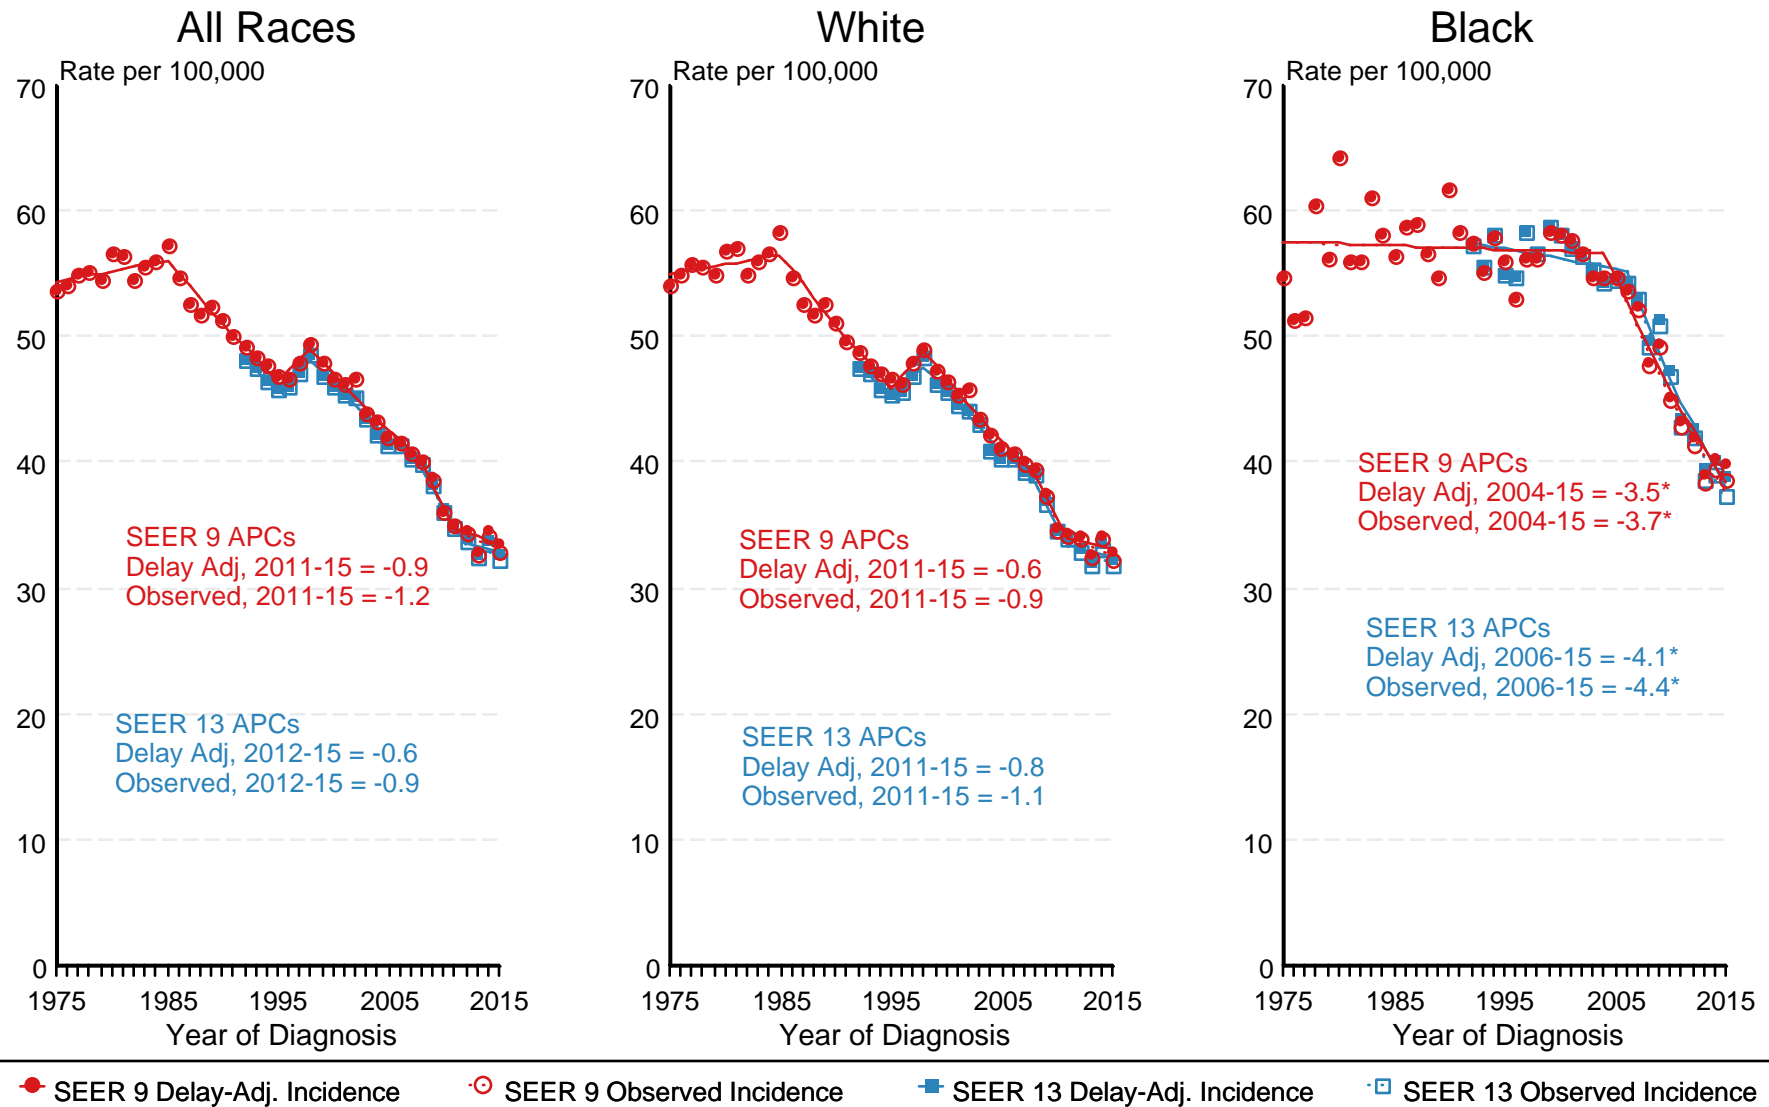 All Races
Rate per 100,000
70
60
50
40
30
20
10
0
SEER 9 APCs
Delay Adj, 2011-15 = -0.9
Observed, 2011-15 = -1.2
SEER 13 APCs
Delay Adj, 2012-15 = -0.6
Observed, 2012-15 = -0.9
1975 1985 1995 2005 2015
Year of Diagnosis
White
Rate per 100,000
70
60
50
40
30
20
10
0
SEER 9 APCs
Delay Adj, 2011-15 = -0.6
Observed, 2011-15 = -0.9
SEER 13 APCs
Delay Adj, 2011-15 = -0.8
Observed, 2011-15 = -1.1
1975 1985 1995 2005 2015
Year of Diagnosis
Black
Rate per 100,000
70
60
50
40
30
20
10
0
SEER 9 APCs
Delay Adj, 2004-15 = -3.5*
Observed, 2004-15 = -3.7*
SEER 13 APCs
Delay Adj, 2006-15 = -4.1*
Observed, 2006-15 = -4.4*
1975 1985 1995 2005 2015
Year of Diagnosis
SEER 9 Delay-Adj. Incidence SEER 9 Observed Incidence SEER 13 Delay-Adj. Incidence SEER 13 Observed Incidence